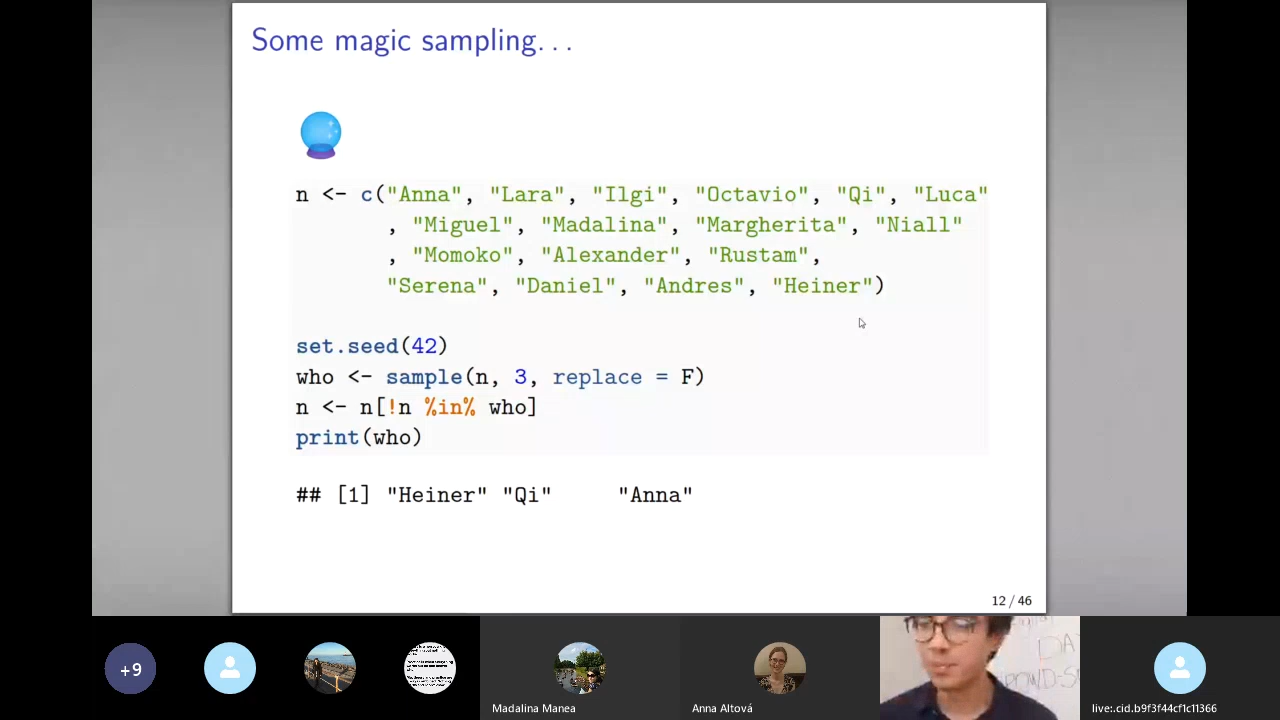 Some magic sampling. . .
n <- c("Anna", "Lara", "Ilgi", "Octavio", "Qi", "Luca"
, "Miguel", "Madalina", "Margherita", "Niall"
, "Momoko", "Alexander", "Rustam",
"Serena", "Daniel", "Andres", "Heiner")
set.seed(42)
who <- sample(n, 3, replace = F)
n <- n[!n %in% who]
print(who)
## [1] "Heiner" "Qi" "Anna"
12 / 46
+9
Madalina Manea
Anna Altová
live:.cid.b9f3f44cf1c11366